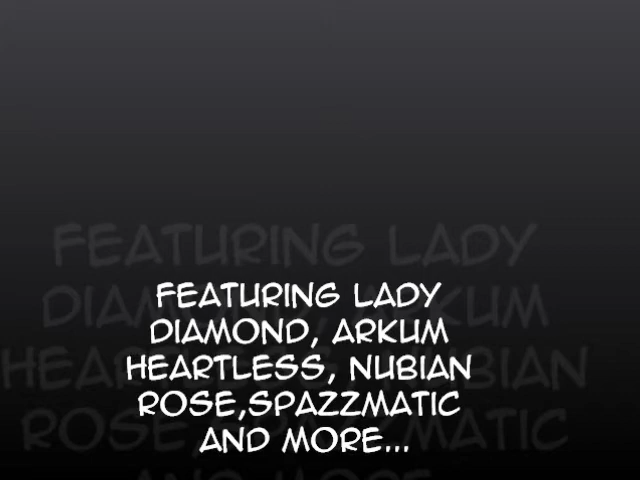 FEATURING LADY
DIAMOND, ARKUM
HEARTLESS, NUBIAN
ROSE,SPAZZMATIC
AND MORE...